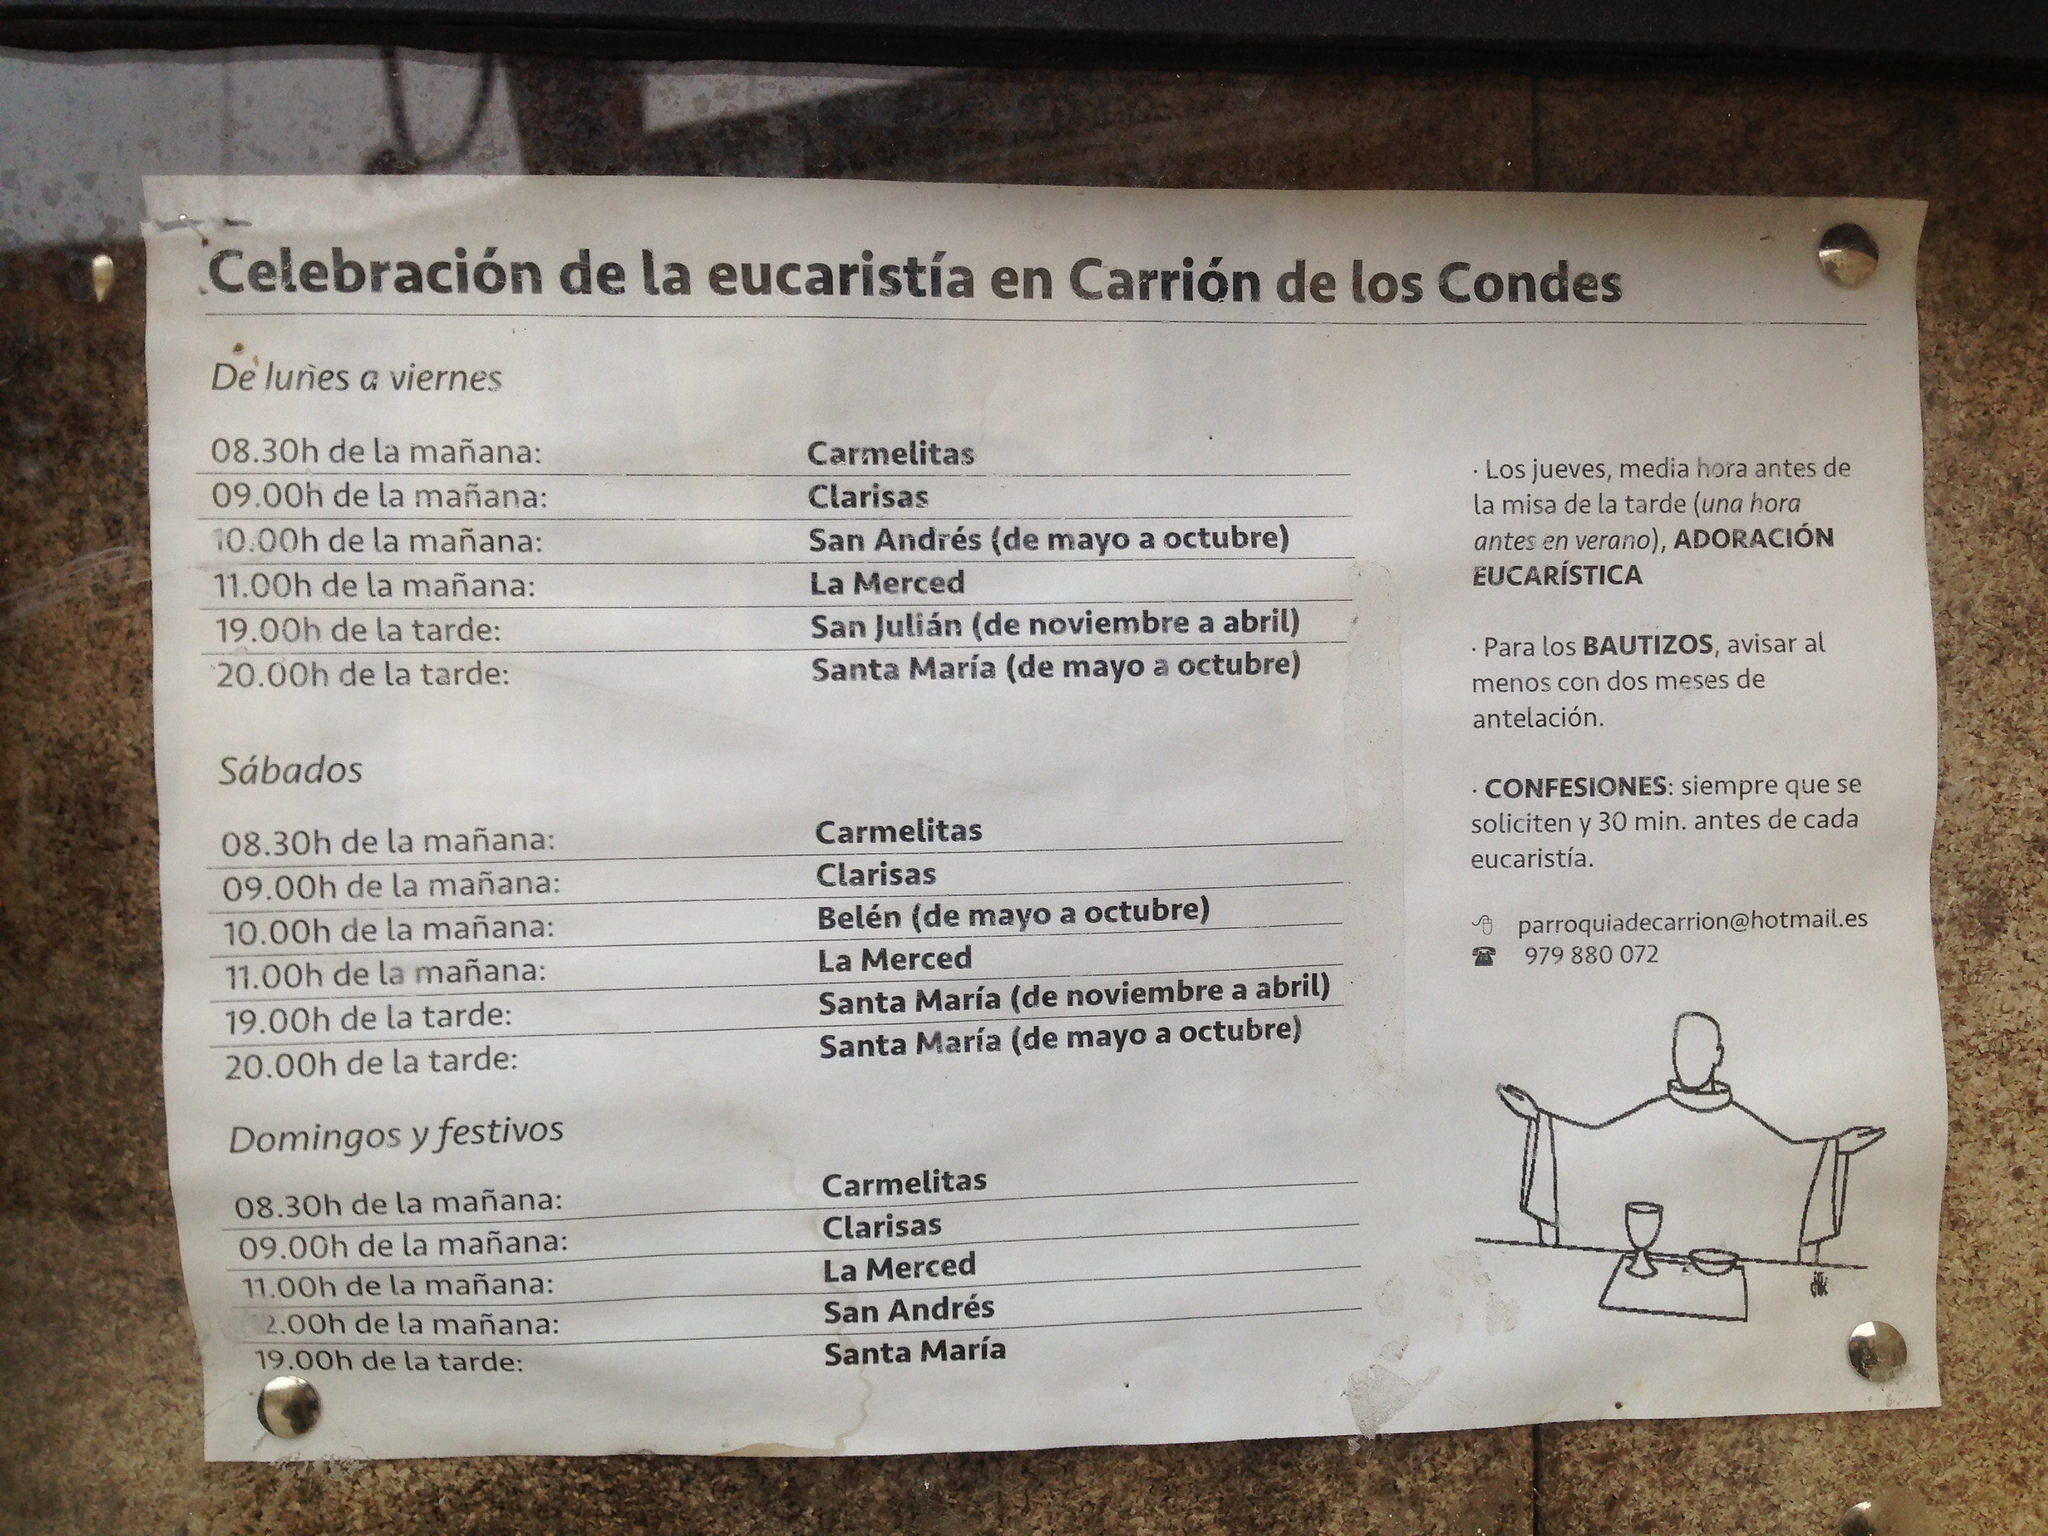 Celebración de la eucaristía en Carrión de los Condes
De lunes a viernes
08.30h de la mañana: Carmelitas
09.00h de la mañana: Clarisas
10.00h de la mañana: San Andrés (de mayo a octubre)
11.00h de la mañana: La Merced
19.00h de la tarde: San Julián (de noviembre a abril)
20.00h de la tarde: Santa María (de mayo a octubre)
Sábados
08.30h de la mañana: Carmelitas
09.00h de la mañana: Clarisas
10.00h de la mañana: Belén (de mayo a octubre)
11.00h de la mañana: La Merced
19.00h de la tarde: Santa María (de noviembre a abril)
20.00h de la tarde: Santa María (de mayo a octubre)
Domingos y festivos
08.30h de la mañana: Carmelitas
09.00h de la mañana: Clarisas
11.00h de la mañana: La Merced
2.00h de la mañana: San Andrés
19.00h de la tarde: Santa María
· Los jueves, media hora antes de
la misa de la tarde (una hora
antes en verano), ADORACIÓN
EUCARÍSTICA
· Para los BAUTIZOS, avisar al
menos con dos meses de
antelación.
· CONFESIONES: siempre que se
soliciten y 30 min. antes de cada
eucaristía.
parroquiadecarrion@hotmail.es
979 880 072